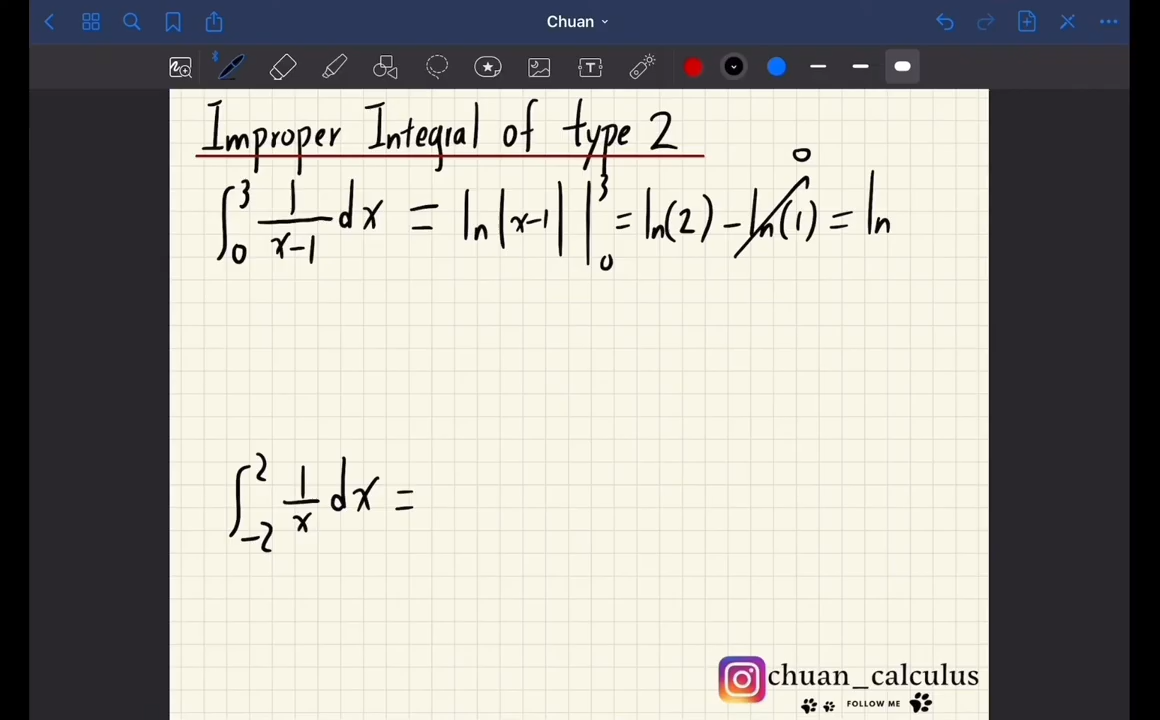 Chuan
Improper Integral of type 2
∫₀³ 1/(x-1) dx = ln|x-1| |₀³ = ln(2) - ln(1) 0 = ln
∫₋₂² 1/x dx =
chuan_calculus
FOLLOW ME